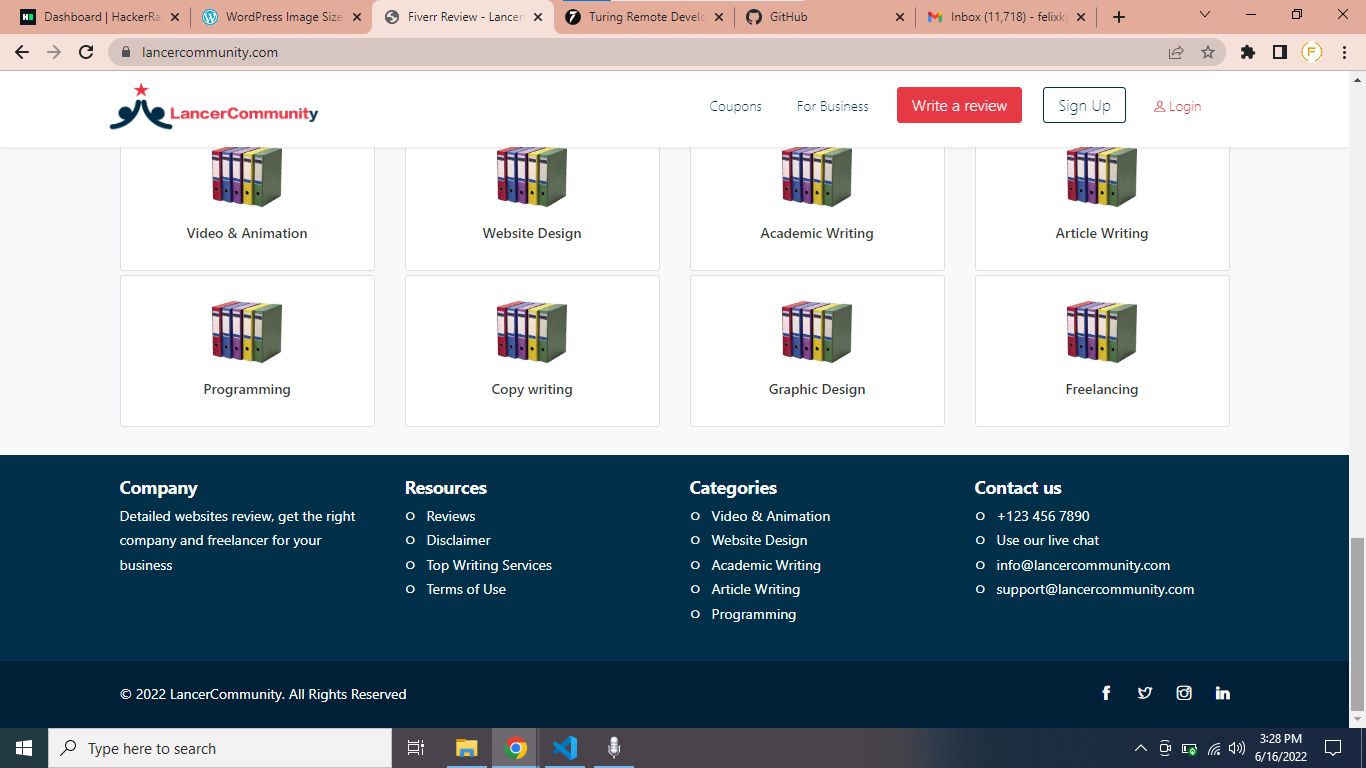 Dashboard | HackerRa
WordPress Image Size
Fiverr Review - Lancer
Turing Remote Develo
GitHub
Inbox (11,718) - felixk
lancercommunity.com
F
LancerCommunity
Coupons
For Business
Write a review
Sign Up
Login
Video & Animation
Website Design
Academic Writing
Article Writing
Programming
Copy writing
Graphic Design
Freelancing
Company
Detailed websites review, get the right
company and freelancer for your
business
Resources
Reviews
Disclaimer
Top Writing Services
Terms of Use
Categories
Video & Animation
Website Design
Academic Writing
Article Writing
Programming
Contact us
+123 456 7890
Use our live chat
info@lancercommunity.com
support@lancercommunity.com
© 2022 LancerCommunity. All Rights Reserved
Type here to search
3:28 PM
6/16/2022